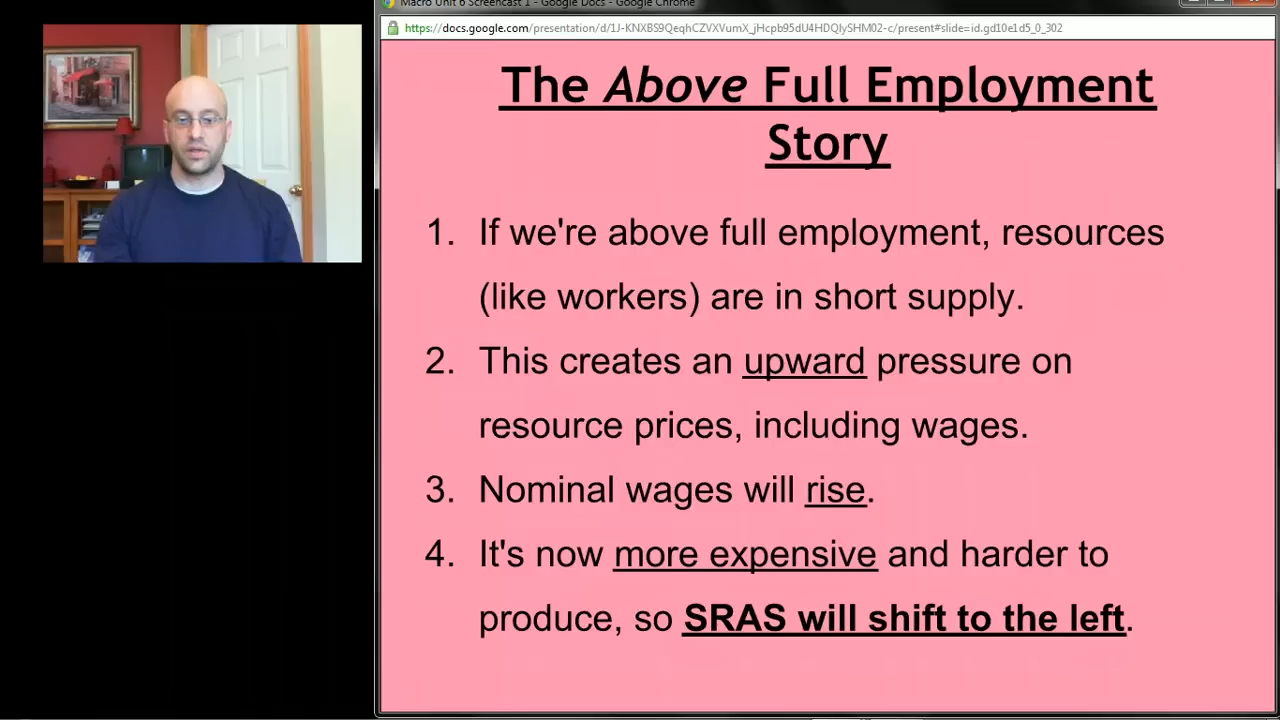 Macro Unit 6 Screencast 1 - Google Docs - Google Chrome
https://docs.google.com/presentation/d/1J-KNXBS9QeqhCZVXVumX_jHcpb95dU4HDQIySHM02-c/present#slide=id.gd10e1d5_0_302
The Above Full Employment
Story
1. If we're above full employment, resources
(like workers) are in short supply.
2. This creates an upward pressure on
resource prices, including wages.
3. Nominal wages will rise.
4. It's now more expensive and harder to
produce, so SRAS will shift to the left.